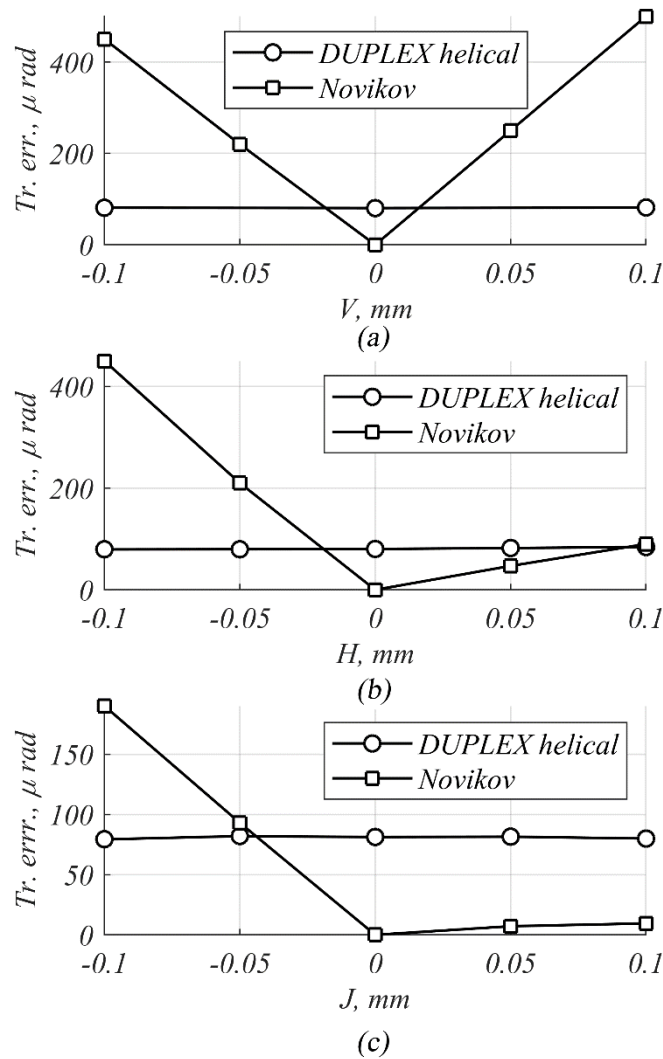 Tr. err., μ rad
400
200
0
DUPLEX helical
Novikov
-0.1 -0.05 0 0.05 0.1
V, mm
(a)
Tr. err., μ rad
400
200
0
DUPLEX helical
Novikov
-0.1 -0.05 0 0.05 0.1
H, mm
(b)
Tr. errr., μ rad
150
100
50
0
DUPLEX helical
Novikov
-0.1 -0.05 0 0.05 0.1
J, mm
(c)